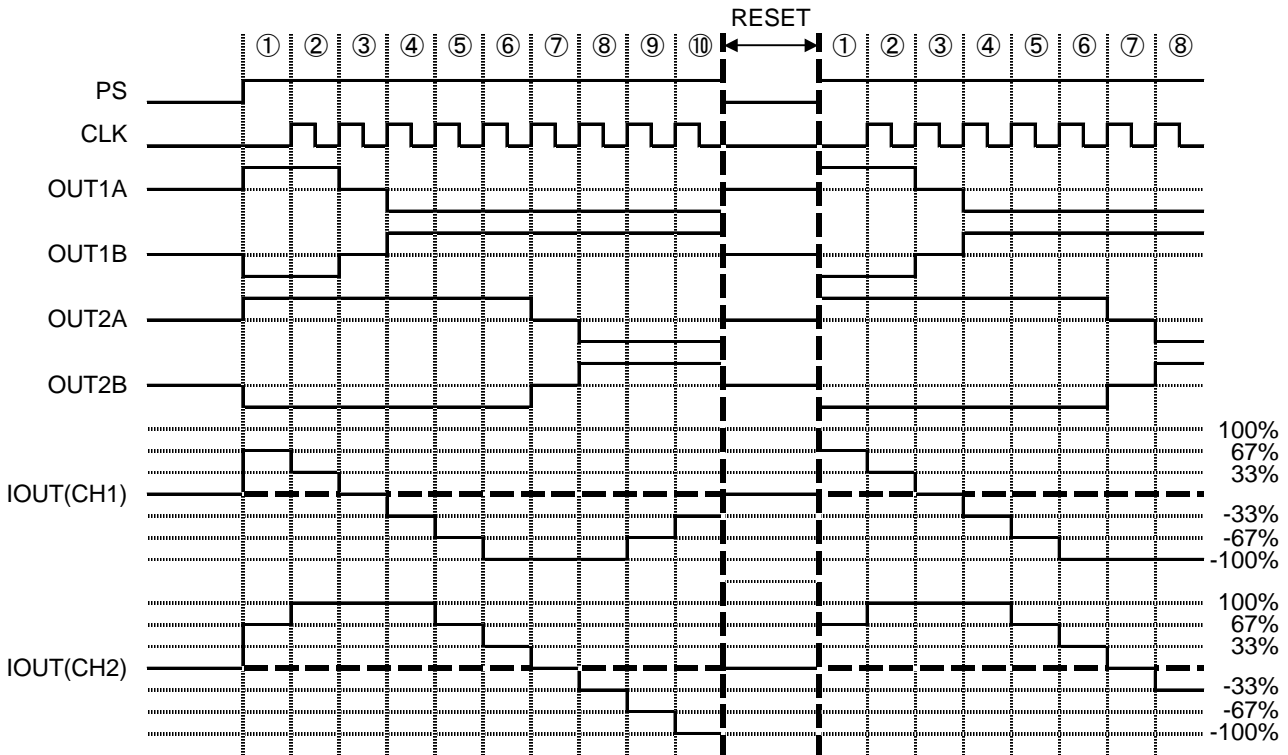 RESET
① ② ③ ④ ⑤ ⑥ ⑦ ⑧ ⑨ ⑩ ① ② ③ ④ ⑤ ⑥ ⑦ ⑧
PS
CLK
OUT1A
OUT1B
OUT2A
OUT2B
100%
67%
33%
IOUT(CH1)
-33%
-67%
-100%
100%
67%
33%
IOUT(CH2)
-33%
-67%
-100%